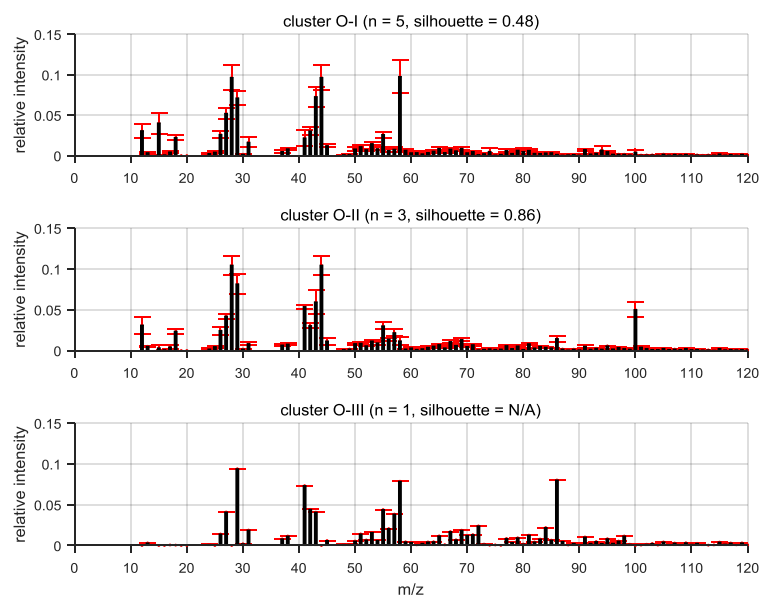 cluster O-I (n = 5, silhouette = 0.48)
relative intensity
0.15
0.1
0.05
0
0 10 20 30 40 50 60 70 80 90 100 110 120
cluster O-II (n = 3, silhouette = 0.86)
relative intensity
0.15
0.1
0.05
0
0 10 20 30 40 50 60 70 80 90 100 110 120
cluster O-III (n = 1, silhouette = N/A)
relative intensity
0.15
0.1
0.05
0
0 10 20 30 40 50 60 70 80 90 100 110 120
m/z